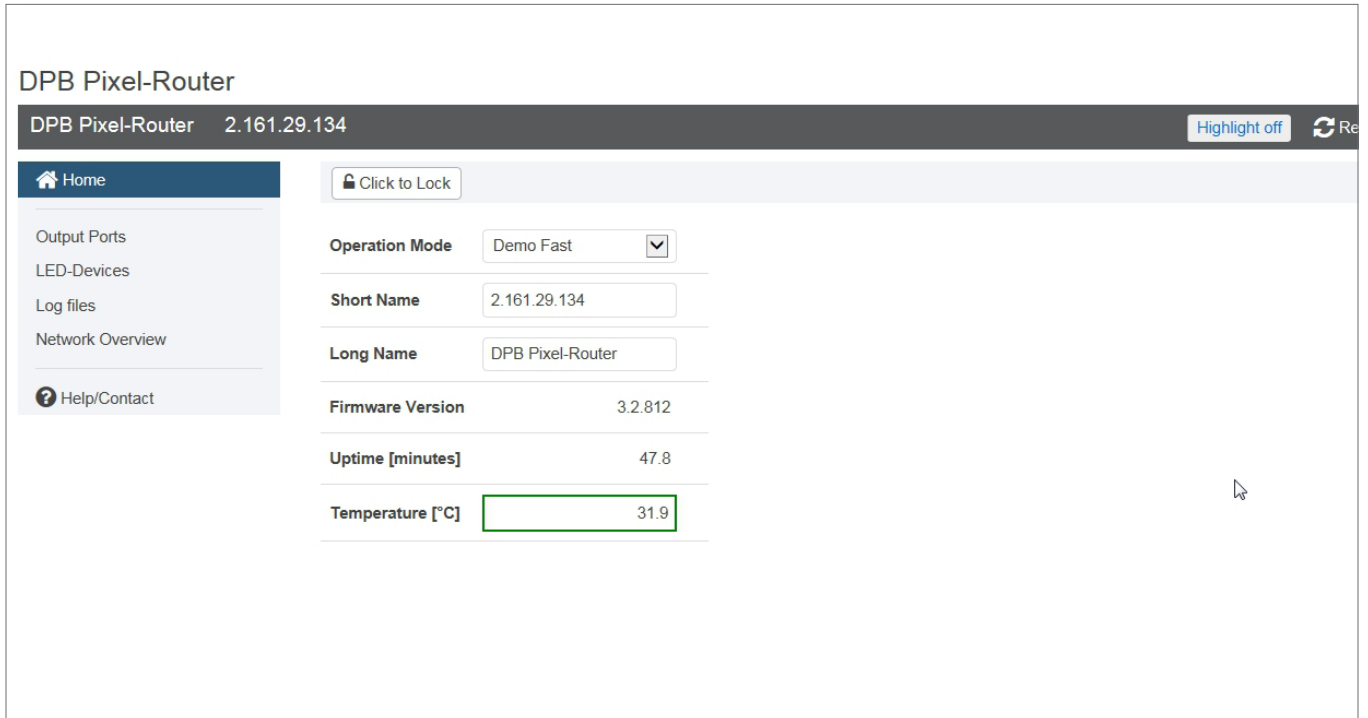 DPB Pixel-Router
DPB Pixel-Router 2.161.29.134 Highlight off Re
Home
Click to Lock
Output Ports
LED-Devices
Log files
Network Overview
Help/Contact
Operation Mode Demo Fast
Short Name 2.161.29.134
Long Name DPB Pixel-Router
Firmware Version 3.2.812
Uptime [minutes] 47.8
Temperature [°C] 31.9